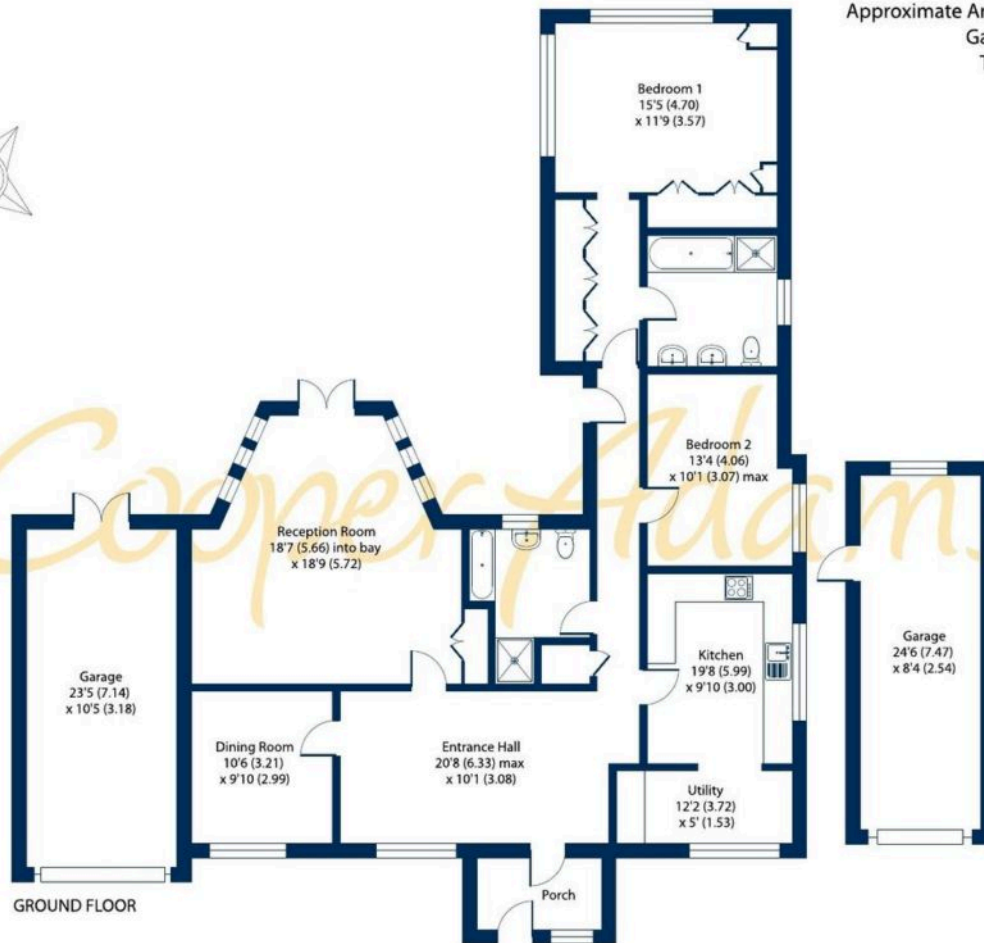 Approximate Ar
Ga
T
Bedroom 1
15'5 (4.70)
x 11'9 (3.57)
Bedroom 2
13'4 (4.06)
x 10'1 (3.07) max
Cooper Adams
Reception Room
18'7 (5.66) into bay
x 18'9 (5.72)
Garage
24'6 (7.47)
x 8'4 (2.54)
Kitchen
19'8 (5.99)
x 9'10 (3.00)
Garage
23'5 (7.14)
x 10'5 (3.18)
Dining Room
10'6 (3.21)
x 9'10 (2.99)
Entrance Hall
20'8 (6.33) max
x 10'1 (3.08)
Utility
12'2 (3.72)
x 5' (1.53)
Porch
GROUND FLOOR